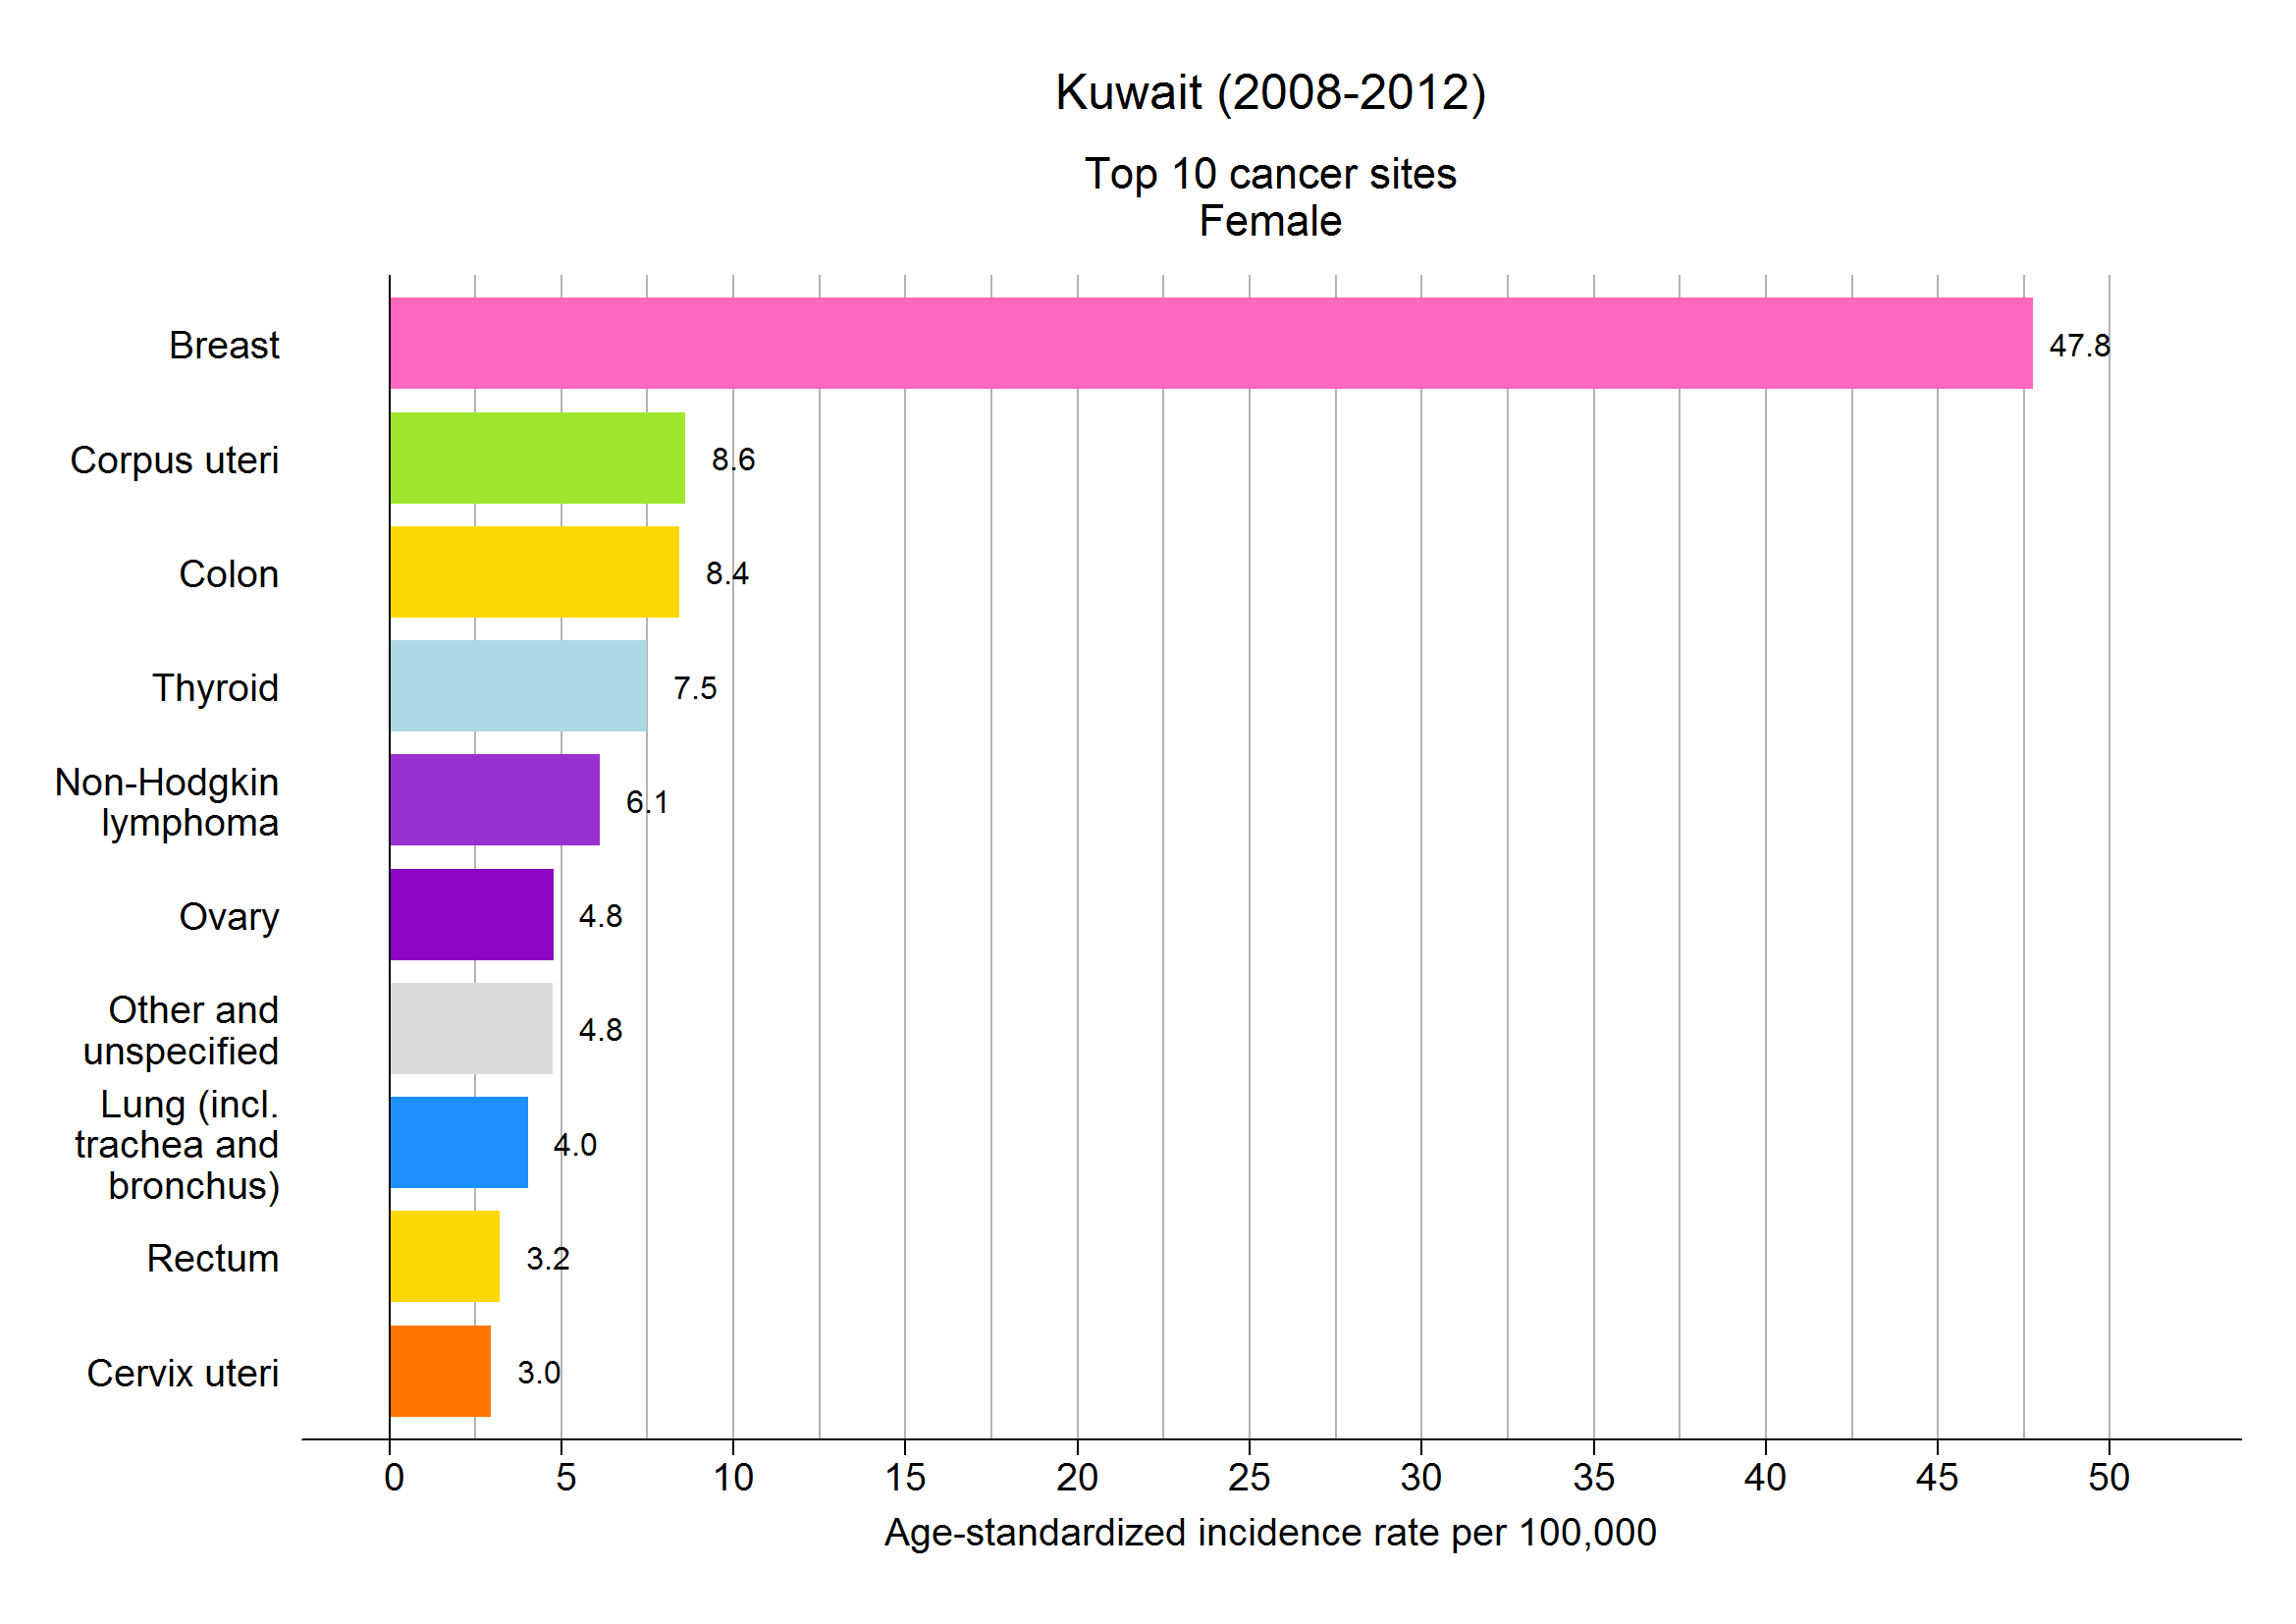 Kuwait (2008-2012)
Top 10 cancer sites
Female
Breast
47.8
Corpus uteri
8.6
Colon
8.4
Thyroid
7.5
Non-Hodgkin
lymphoma
6.1
Ovary
4.8
Other and
unspecified
4.8
Lung (incl.
trachea and
bronchus)
4.0
Rectum
3.2
Cervix uteri
3.0
0 5 10 15 20 25 30 35 40 45 50
Age-standardized incidence rate per 100,000